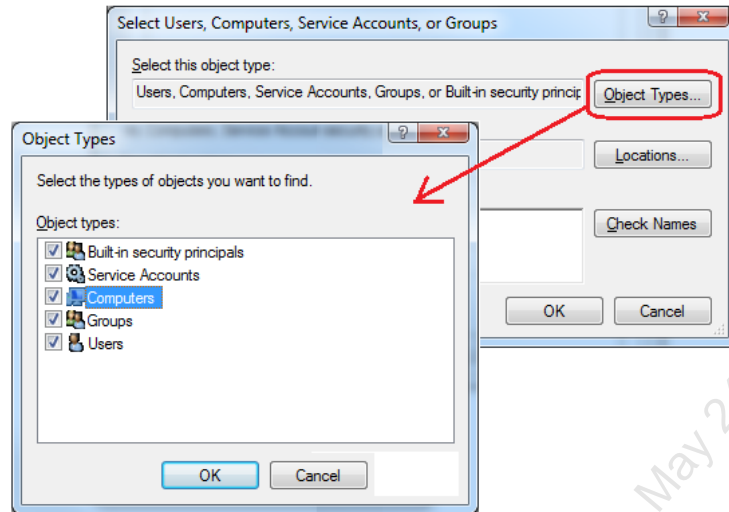 Select Users, Computers, Service Accounts, or Groups
Select this object type:
Users, Computers, Service Accounts, Groups, or Built-in security princip
Object Types...
Locations...
Check Names
OK
Cancel
Object Types
Select the types of objects you want to find.
Object types:
Built-in security principals
Service Accounts
Computers
Groups
Users
OK
Cancel
May 2